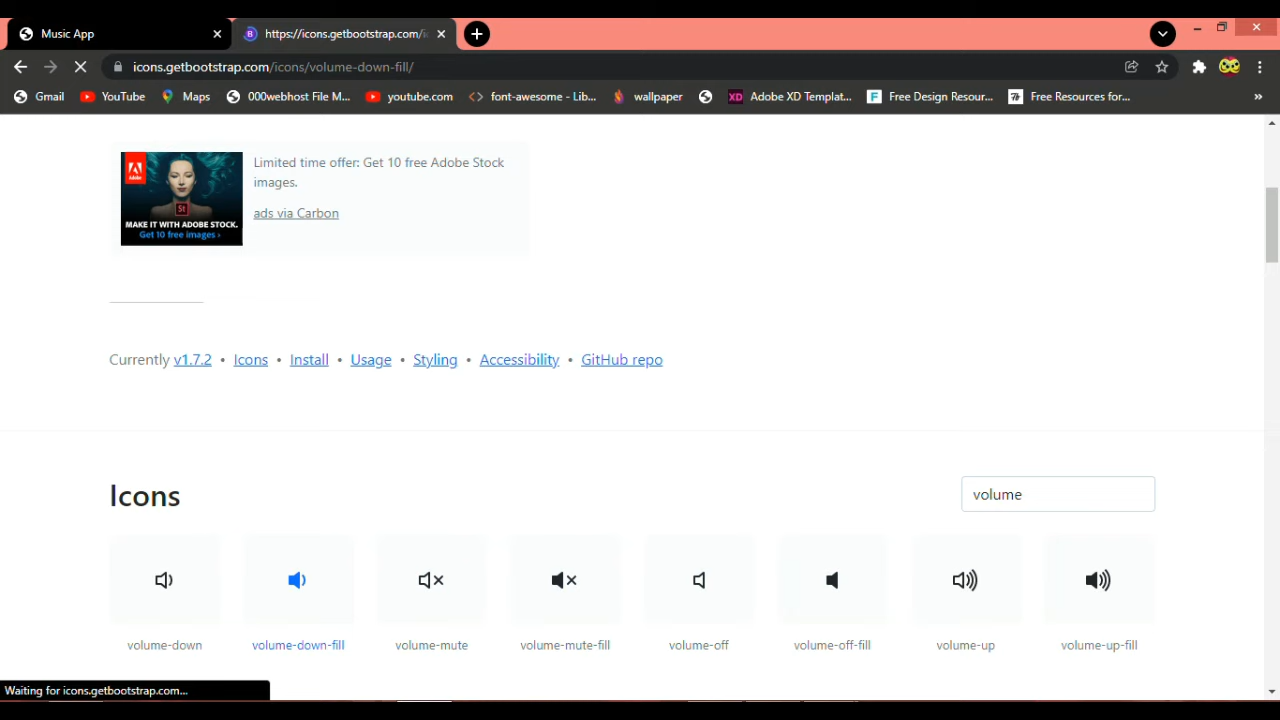 Music App
https://icons.getbootstrap.com/i
icons.getbootstrap.com/icons/volume-down-fill/
Gmail
YouTube
Maps
000webhost File M...
youtube.com
font-awesome - Lib...
wallpaper
XD Adobe XD Templat...
F Free Design Resour...
Free Resources for...
Limited time offer: Get 10 free Adobe Stock
images.
ads via Carbon
Adobe
St
MAKE IT WITH ADOBE STOCK.
Get 10 free images ›
Currently v1.7.2 • Icons • Install • Usage • Styling • Accessibility • GitHub repo
Icons
volume
volume-down
volume-down-fill
volume-mute
volume-mute-fill
volume-off
volume-off-fill
volume-up
volume-up-fill
Waiting for icons.getbootstrap.com...